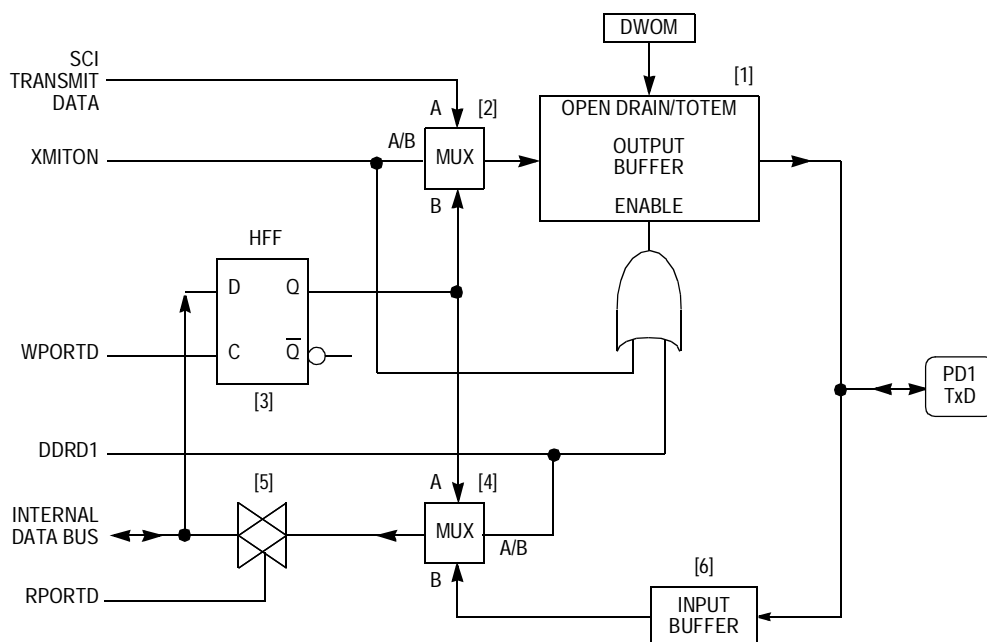 DWOM
SCI
TRANSMIT
DATA
[1]
A
[2]
OPEN DRAIN/TOTEM
XMITON
A/B
MUX
OUTPUT
BUFFER
B
ENABLE
HFF
D
Q
WPORTD
C
Q̅
[3]
PD1
TxD
DDRD1
[5]
A
[4]
INTERNAL
DATA BUS
MUX
A/B
B
[6]
RPORTD
INPUT
BUFFER